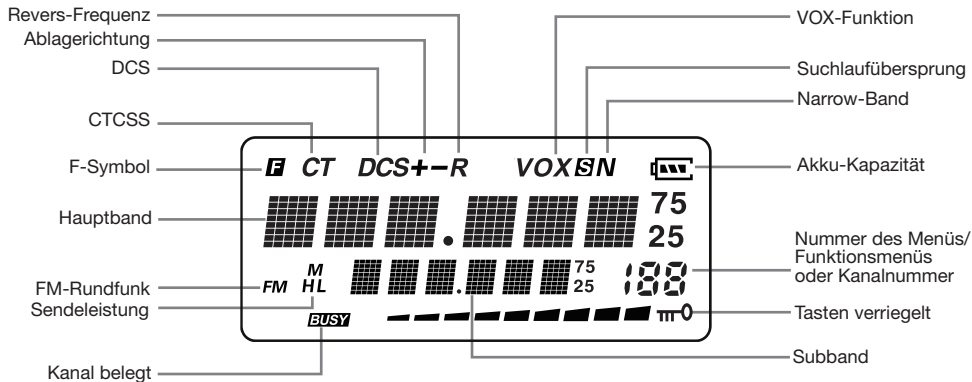 Revers-Frequenz
Ablagerichtung
DCS
CTCSS
F-Symbol
Hauptband
FM-Rundfunk
Sendeleistung
Kanal belegt
F CT DCS+-R VOX S N
75
25
M
FM HL
75
25
188
BUSY
VOX-Funktion
Suchlaufübersprung
Narrow-Band
Akku-Kapazität
Nummer des Menüs/
Funktionsmenüs
oder Kanalnummer
Tasten verriegelt
Subband